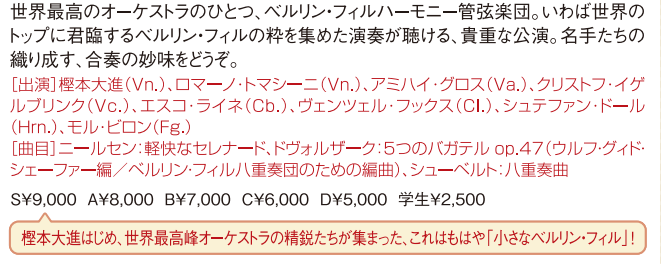 世界最高のオーケストラのひとつ、ベルリン・フィルハーモニー管弦楽団。いわば世界の
トップに君臨するベルリン・フィルの粋を集めた演奏が聴ける、貴重な公演。名手たちの
織り成す、合奏の妙味をどうぞ。
[出演]樫本大進(Vn.)、ロマーノ・トマシーニ(Vn.)、アミハイ・グロス(Va.)、クリストフ・イゲ
ルブリンク(Vc.)、エスコ・ライネ(Cb.)、ヴェンツェル・フックス(Cl.)、シュテファン・ドール
(Hrn.)、モル・ビロン(Fg.)
[曲目]ニールセン:軽快なセレナード、ドヴォルザーク:5つのバガテル op.47(ウルフ・グィド・
シェーファー編／ベルリン・フィル八重奏団のための編曲)、シューベルト:八重奏曲
S¥9,000 A¥8,000 B¥7,000 C¥6,000 D¥5,000 学生¥2,500
樫本大進はじめ、世界最高峰オーケストラの精鋭たちが集まった、これはもはや「小さなベルリン・フィル」!